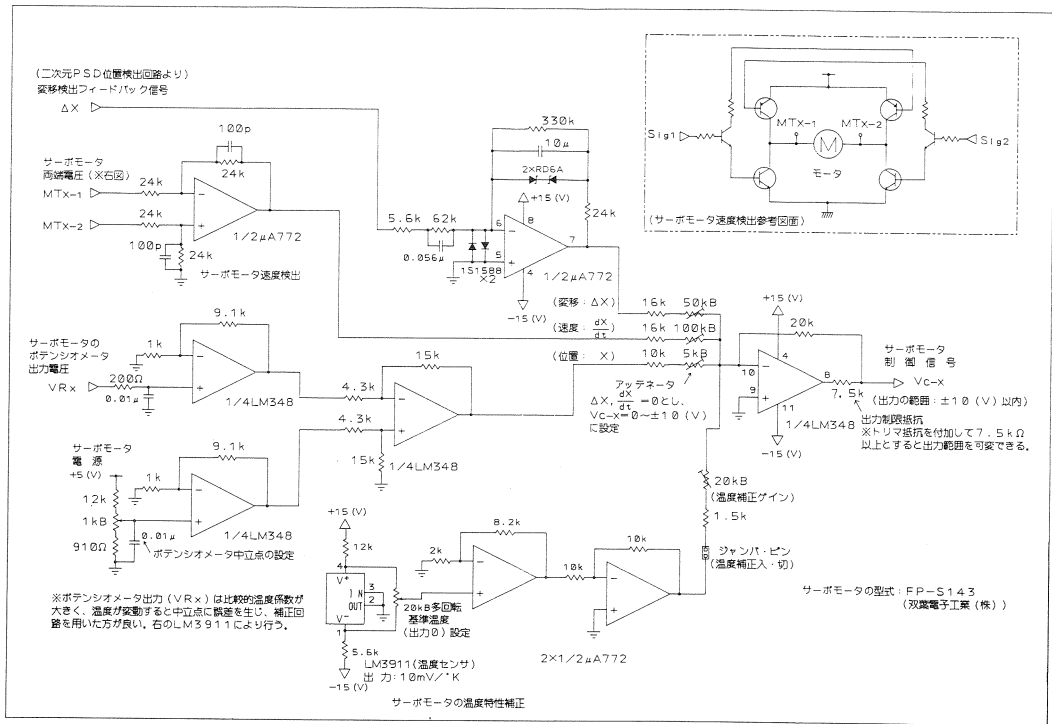 (二次元PSD位置検出回路より)
変移検出フィードバック信号
ΔX
サーボモータ
両端電圧(※右図)
MTx-1
MTx-2
24k
24k
100p
24k
100p
24k
1/2μA772
サーボモータ速度検出
5.6k
62k
0.056μ
1S1588
×2
330k
10μ
2×RD6A
+15(V)
8
6
5
7
4
24k
1/2μA772
-15(V)
MTx-1
MTx-2
Sig1
Sig2
M
モータ
(サーボモータ速度検出参考図面)
サーボモータの
ポテンシオメータ
出力電圧
VRx
1k
9.1k
200Ω
0.01μ
1/4LM348
4.3k
4.3k
15k
15k
1/4LM348
サーボモータ
電源
+5(V)
12k
1kB
910Ω
1k
9.1k
0.01μ
1/4LM348
ポテンシオメータ中立点の設定
(変移:ΔX)
16k
50kB
(速度:dX/dt)
16k
100kB
(位置: X)
10k
5kB
アッテネータ
ΔX,dX/dt=0とし、
Vc-x=0~±10(V)
に設定
+15(V)
20k
4
10
9
8
11
-15(V)
1/4LM348
7.5k
サーボモータ
制御信号
Vc-x
(出力の範囲:±10(V)以内)
出力制限抵抗
※トリマ抵抗を付加して7.5kΩ
以上とすると出力範囲を可変できる。
20kB
(温度補正ゲイン)
1.5k
ジャンパ・ピン
(温度補正入・切)
+15(V)
12k
4
V+
IN
OUT
V-
3
2
1
5.6k
-15(V)
20kB多回転
基準温度
(出力0)設定
LM3911(温度センサ)
出力:10mV/°K
2k
8.2k
10k
10k
2×1/2μA772
サーボモータの温度特性補正
※ポテンシオメータ出力(VRx)は比較的温度係数が
大きく、温度が変動すると中立点に誤差を生じ、補正回
路を用いた方が良い。右のLM3911により行う。
サーボモータの型式:FP-S143
(双葉電子工業(株))